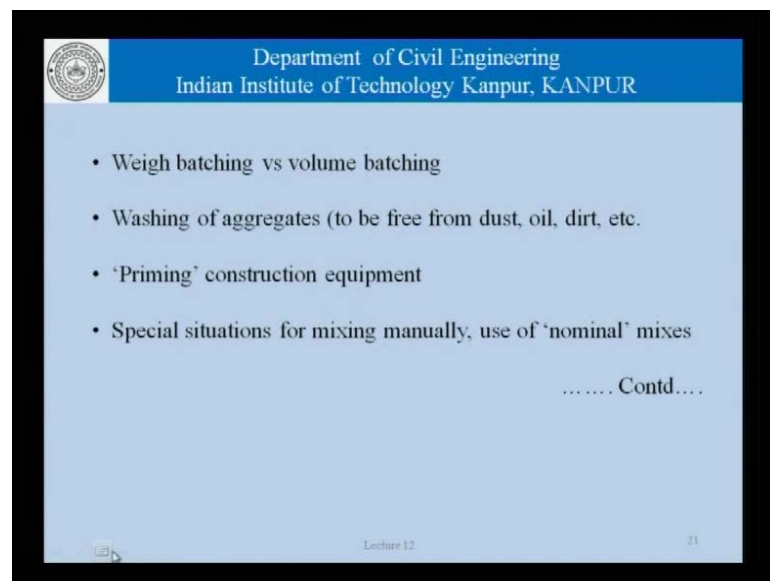 Department of Civil Engineering
Indian Institute of Technology Kanpur, KANPUR
• Weigh batching vs volume batching
• Washing of aggregates (to be free from dust, oil, dirt, etc.
• ‘Priming’ construction equipment
• Special situations for mixing manually, use of ‘nominal’ mixes
....... Contd....
Lecture 12
21